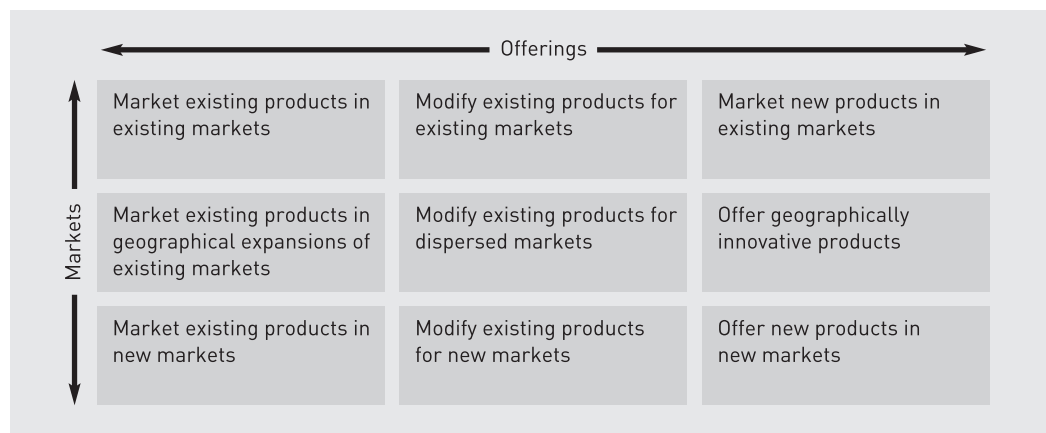 Offerings
Markets
Market existing products in
existing markets
Modify existing products for
existing markets
Market new products in
existing markets
Market existing products in
geographical expansions of
existing markets
Modify existing products for
dispersed markets
Offer geographically
innovative products
Market existing products in
new markets
Modify existing products
for new markets
Offer new products in
new markets